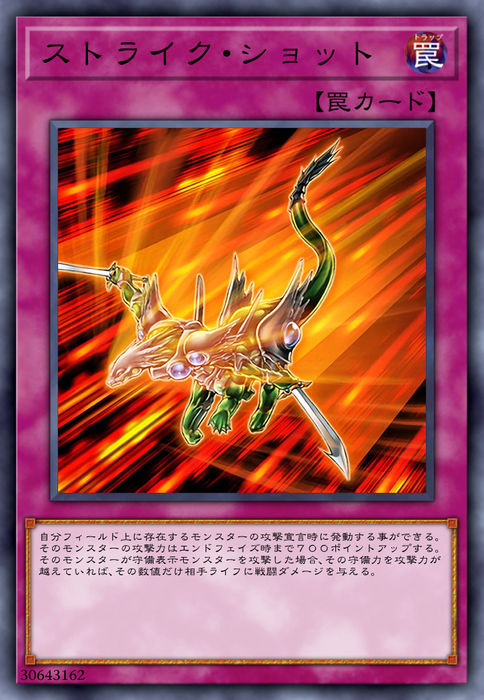 ストライク・ショット
トラップ
罠
【罠カード】
自分フィールド上に存在するモンスターの攻撃宣言時に発動する事ができる。
そのモンスターの攻撃力はエンドフェイズ時まで７００ポイントアップする。
そのモンスターが守備表示モンスターを攻撃した場合、その守備力を攻撃力が
越えていれば、その数値だけ相手ライフに戦闘ダメージを与える。
30643162